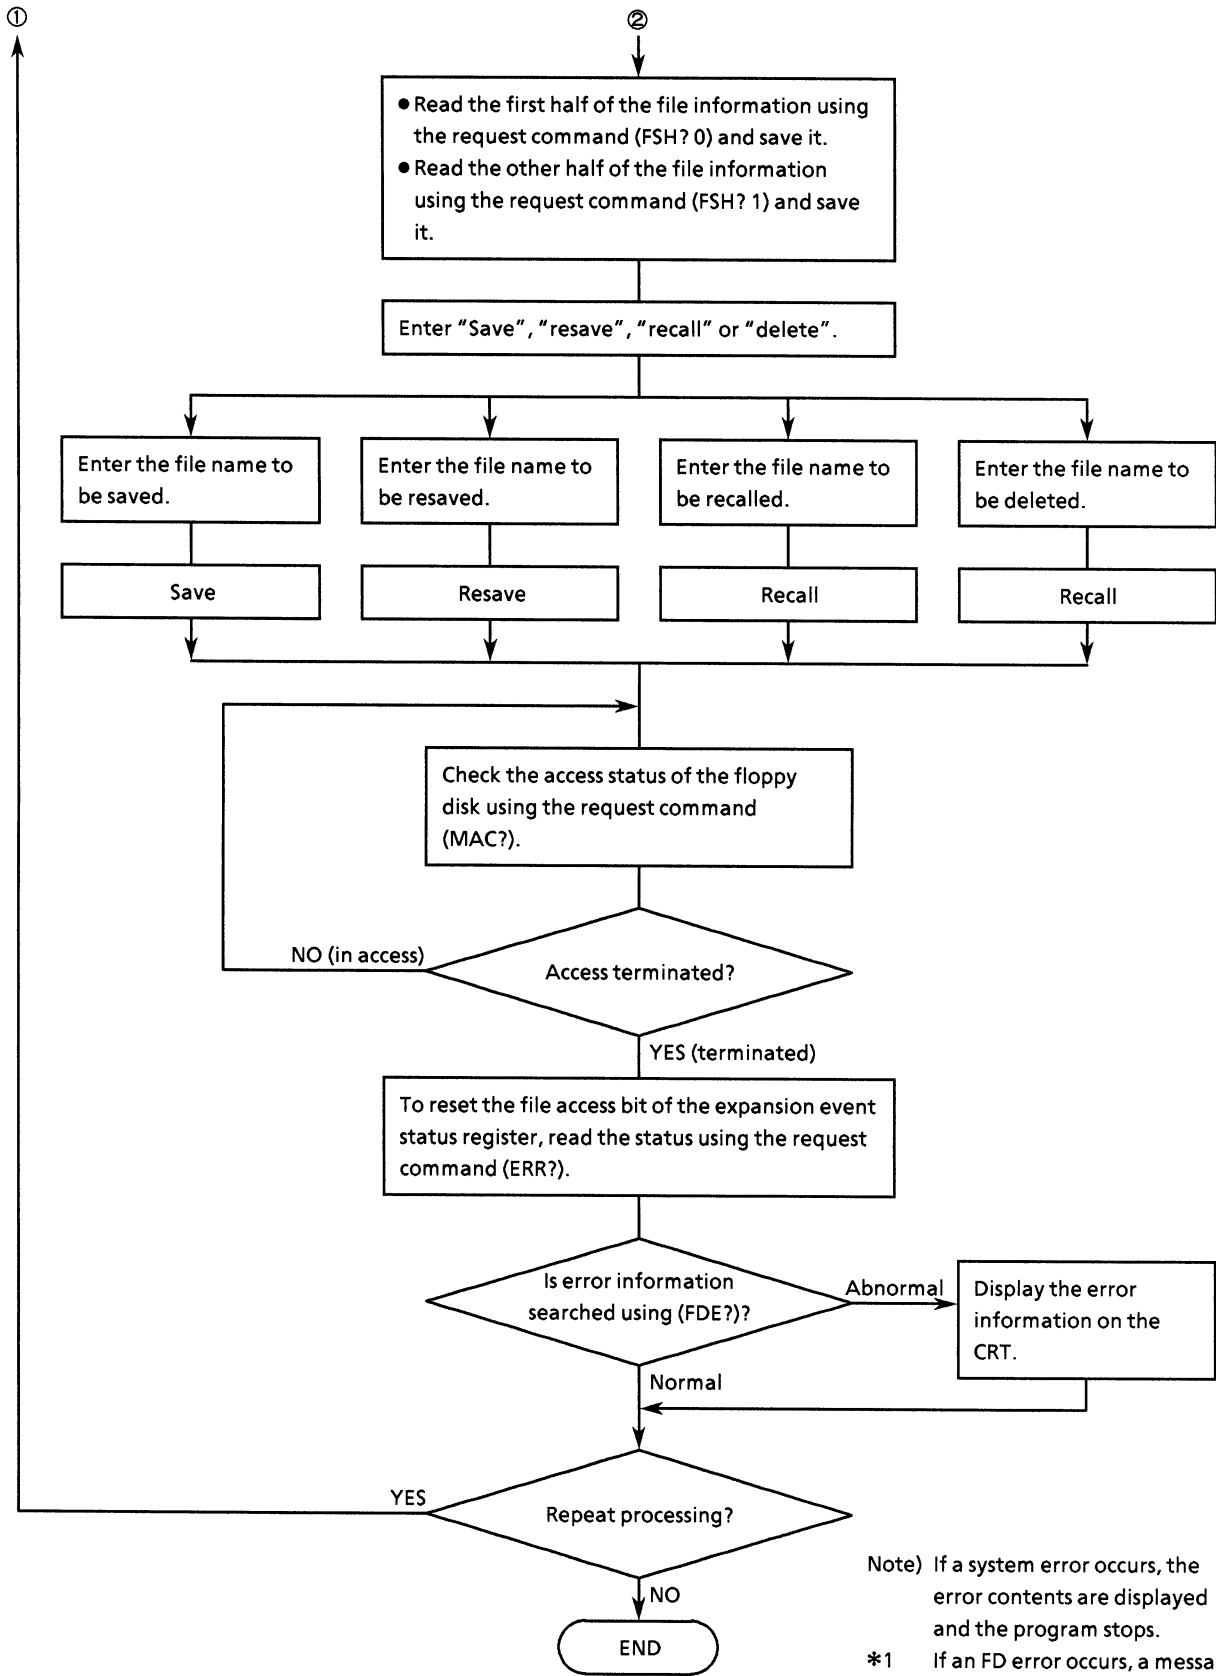 ①
②
● Read the first half of the file information using
the request command (FSH? 0) and save it.
● Read the other half of the file information
using the request command (FSH? 1) and save
it.
Enter “Save”, “resave”, “recall” or “delete”.
Enter the file name to
be saved.
Enter the file name to
be resaved.
Enter the file name to
be recalled.
Enter the file name to
be deleted.
Save
Resave
Recall
Recall
Check the access status of the floppy
disk using the request command
(MAC?).
NO (in access)
Access terminated?
YES (terminated)
To reset the file access bit of the expansion event
status register, read the status using the request
command (ERR?).
Is error information
searched using (FDE?)?
Abnormal
Display the error
information on the
CRT.
Normal
YES
Repeat processing?
NO
END
Note) If a system error occurs, the
error contents are displayed
and the program stops.
*1 If an FD error occurs, a messa